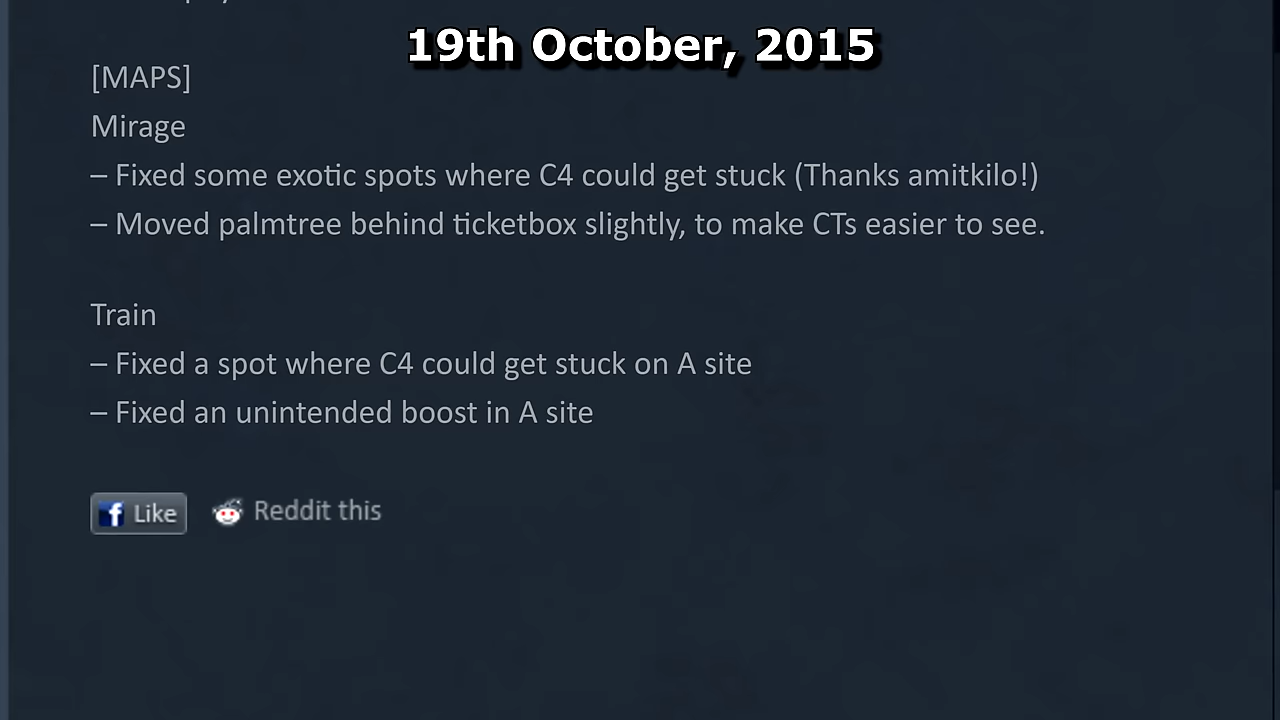 19th October, 2015
[MAPS]
Mirage
– Fixed some exotic spots where C4 could get stuck (Thanks amitkilo!)
– Moved palmtree behind ticketbox slightly, to make CTs easier to see.
Train
– Fixed a spot where C4 could get stuck on A site
– Fixed an unintended boost in A site
f Like Reddit this